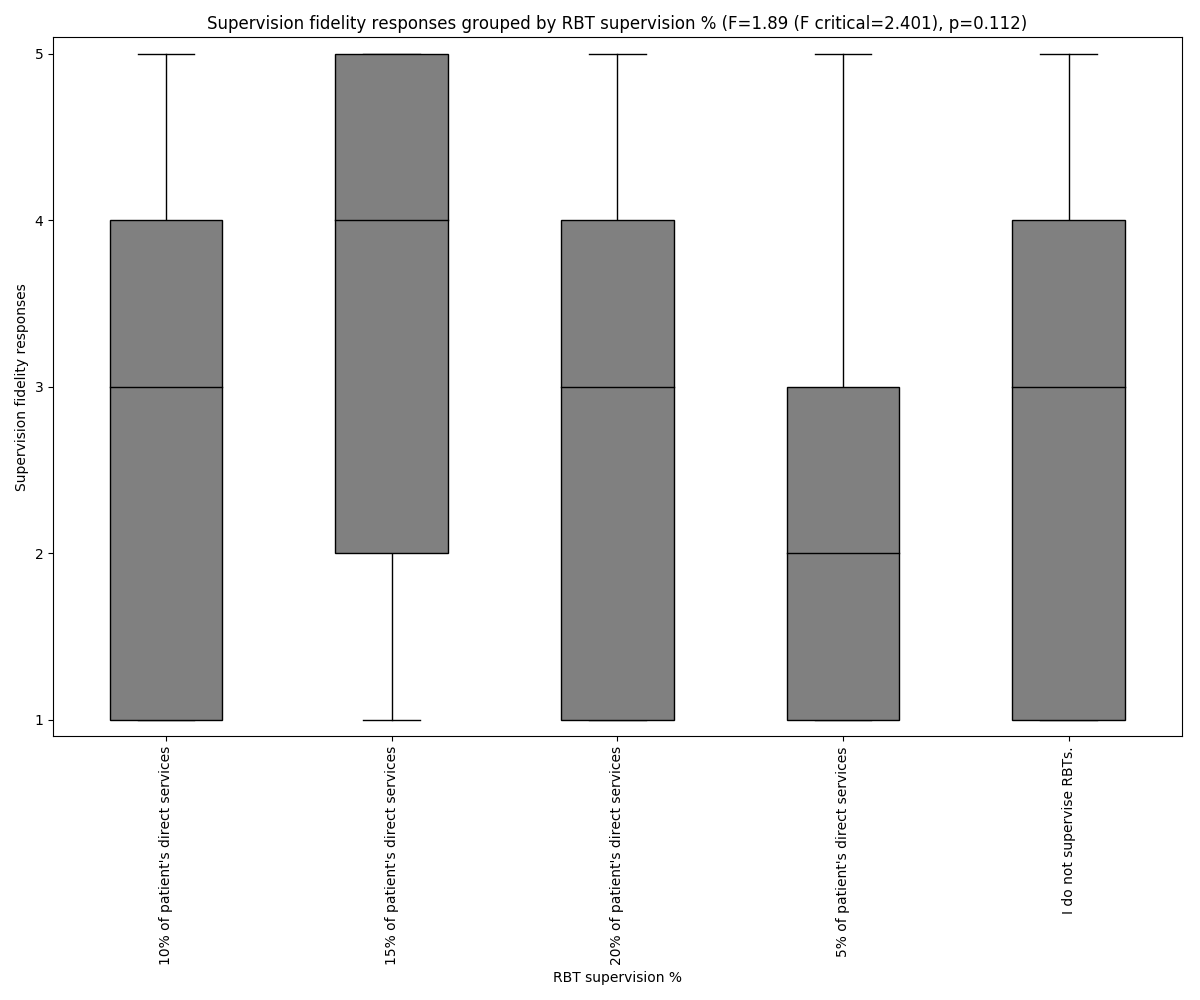 Supervision fidelity responses grouped by RBT supervision % (F=1.89 (F critical=2.401), p=0.112)
Supervision fidelity responses
5
4
3
2
1
10% of patient's direct services
15% of patient's direct services
20% of patient's direct services
5% of patient's direct services
I do not supervise RBTs.
RBT supervision %